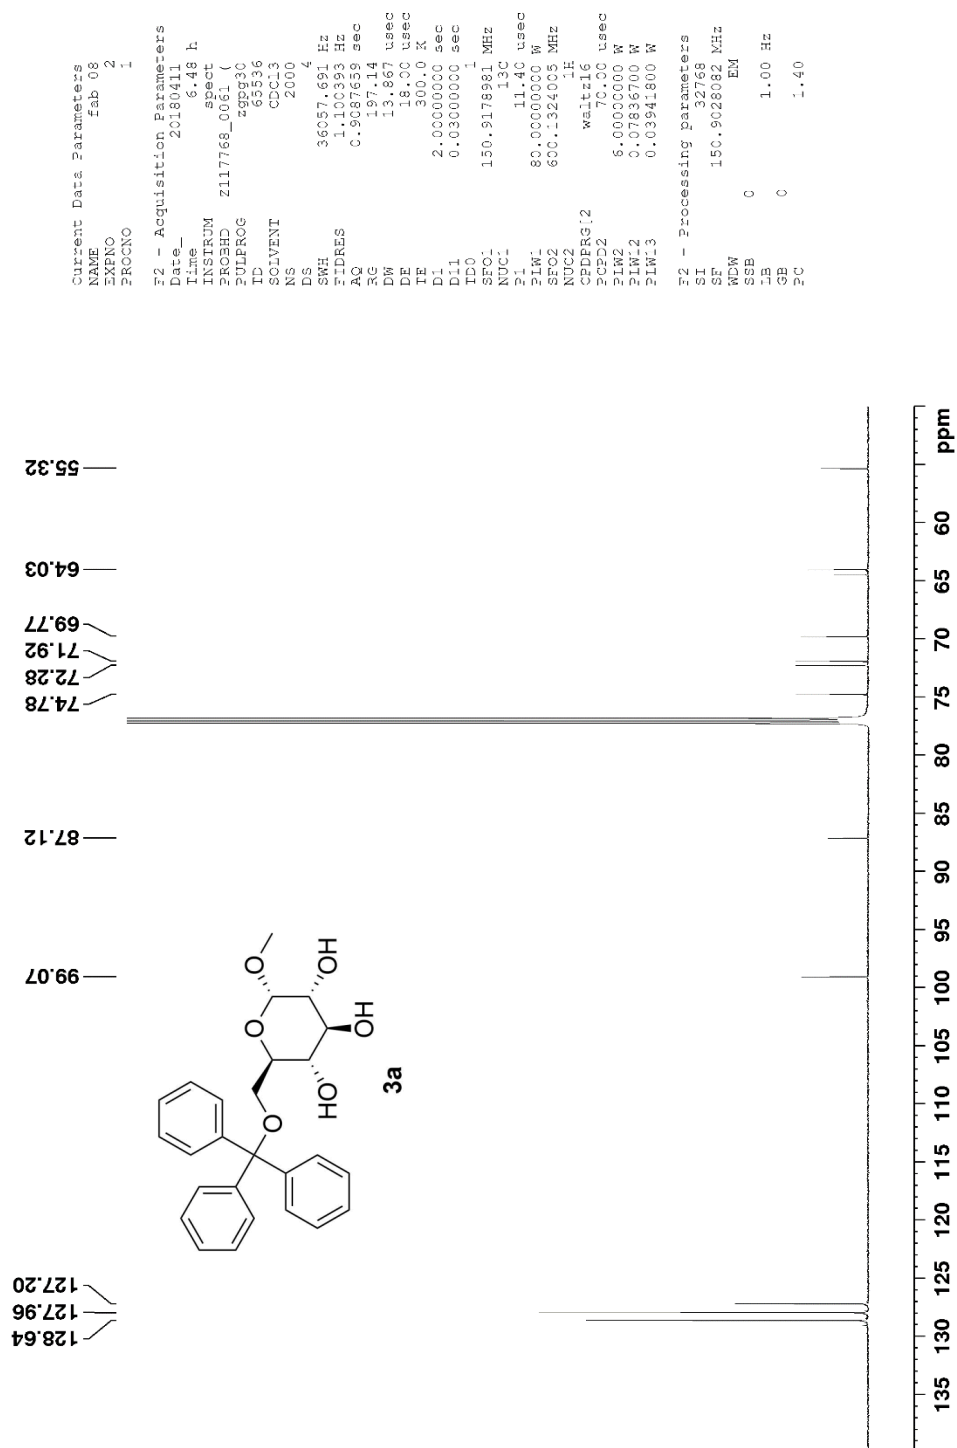 Current Data Parameters
NAME fab 08
EXPNO 2
PROCNO 1
F2 - Acquisition Parameters
Date_ 20180411
Time 6.48 h
INSTRUM spect
PROBHD Z117768_0061 (
PULPROG zgpg30
TD 65536
SOLVENT CDCl3
NS 2000
DS 4
SWH 36057.691 Hz
FIDRES 1.100393 Hz
AQ 0.9087659 sec
RG 197.14
DW 13.867 usec
DE 18.00 usec
TE 300.0 K
D1 2.00000000 sec
D11 0.03000000 sec
TD0 1
SFO1 150.9178981 MHz
NUC1 13C
P1 11.40 usec
PLW1 80.00000000 W
SFO2 600.1324005 MHz
NUC2 1H
CPDPRG[2 waltz16
PCPD2 70.00 usec
PLW2 6.00000000 W
PLW12 0.07836700 W
PLW13 0.03941800 W
F2 - Processing parameters
SI 32768
SF 150.9028082 MHz
WDW EM
SSB 0
LB 1.00 Hz
GB 0
PC 1.40
128.64
127.96
127.20
99.07
87.12
74.78
72.28
71.92
69.77
64.03
55.32
O
O
O
HO
OH
OH
3a
135 130 125 120 115 110 105 100 95 90 85 80 75 70 65 60 ppm